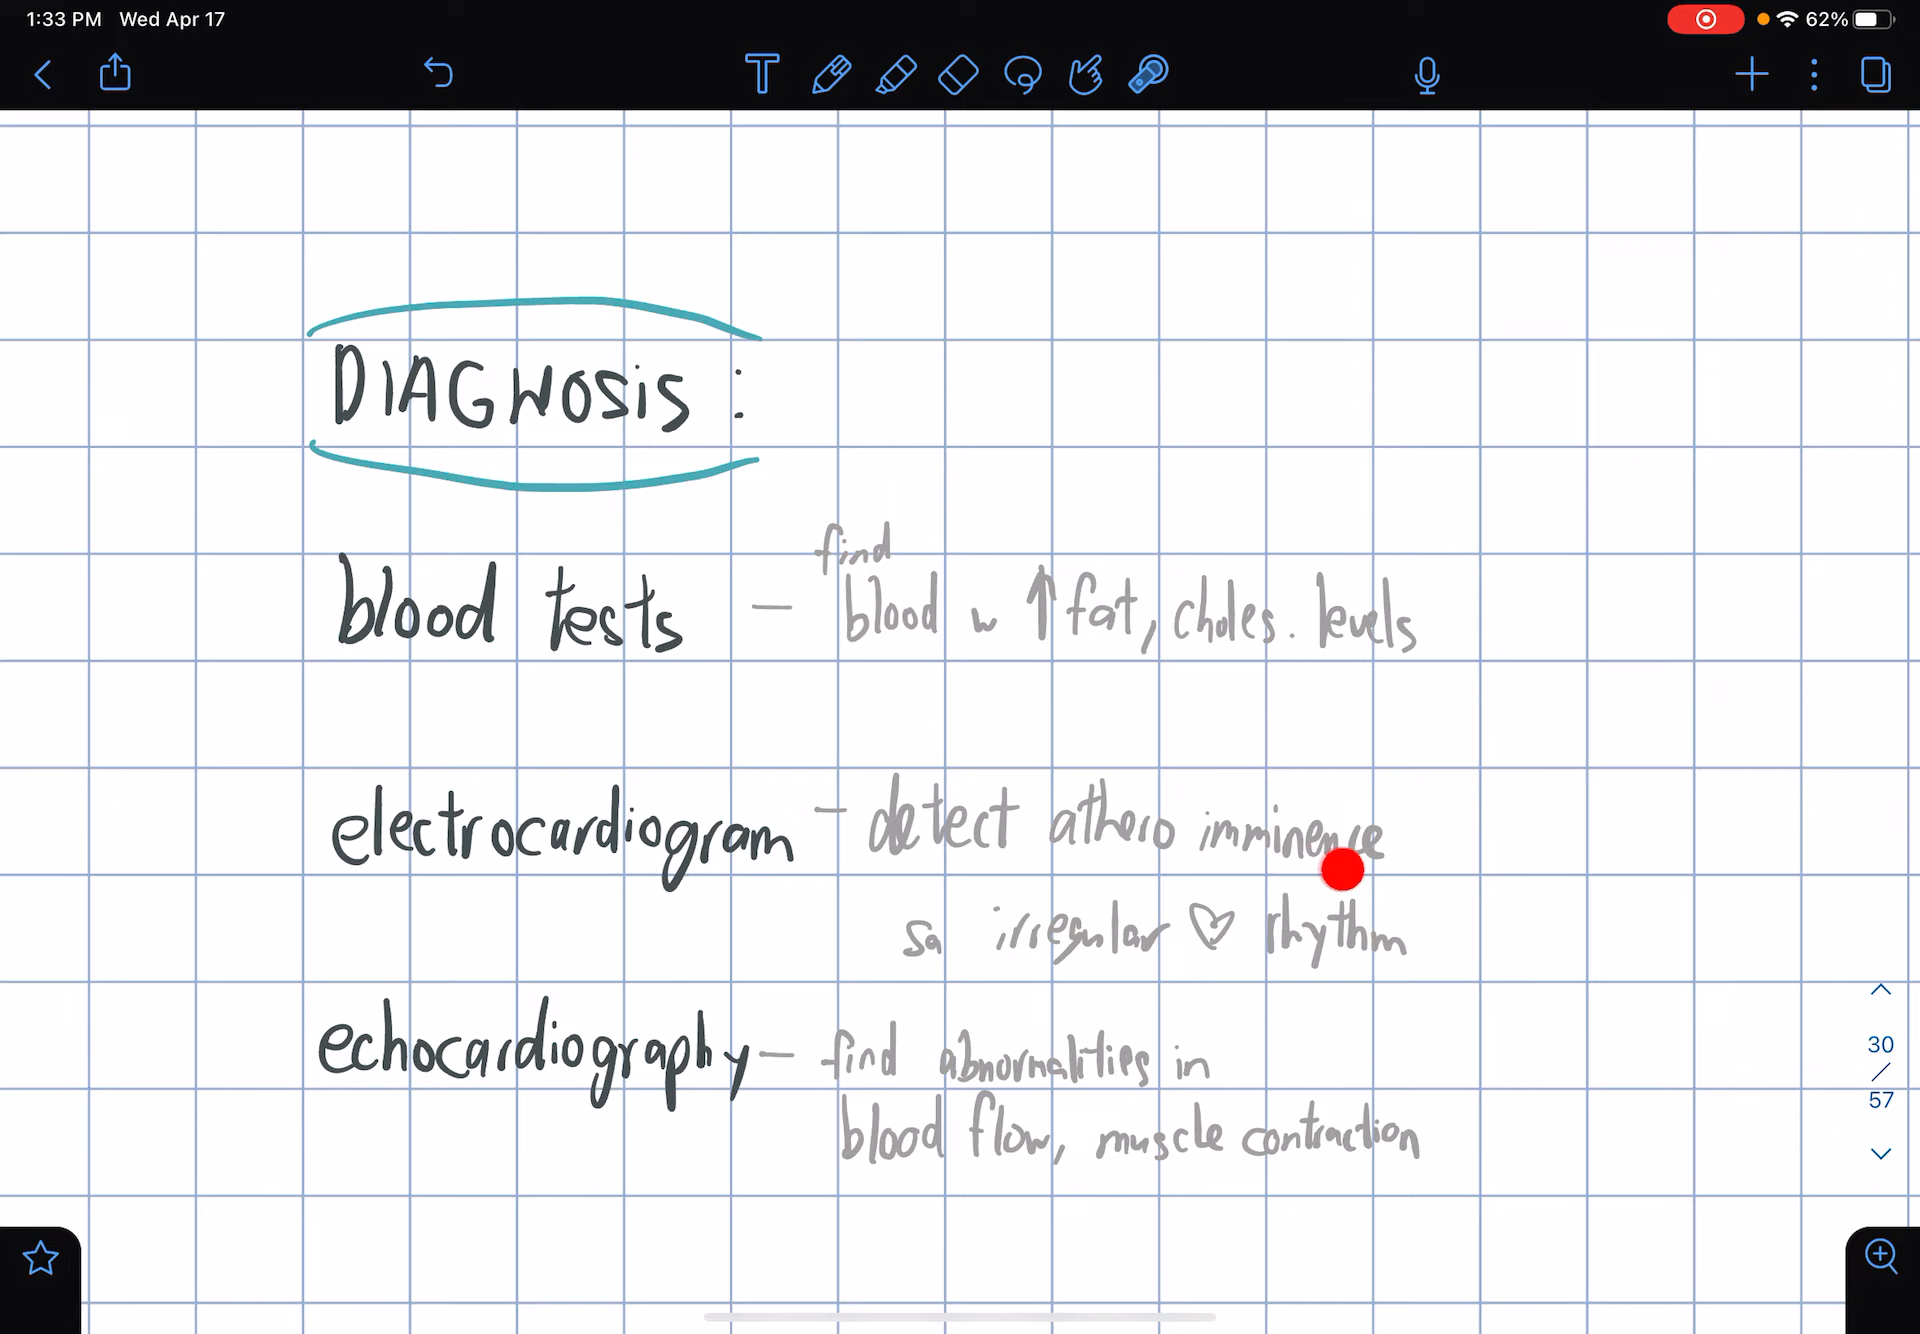 1:33 PM Wed Apr 17
62%
DIAGNOSIS :
find
blood tests — blood w ↑ fat, choles. levels
electrocardiogram — detect athero imminence
sa irregular ♡ rhythm
echocardiography — find abnormalities in
blood flow, muscle contraction
30
/
57